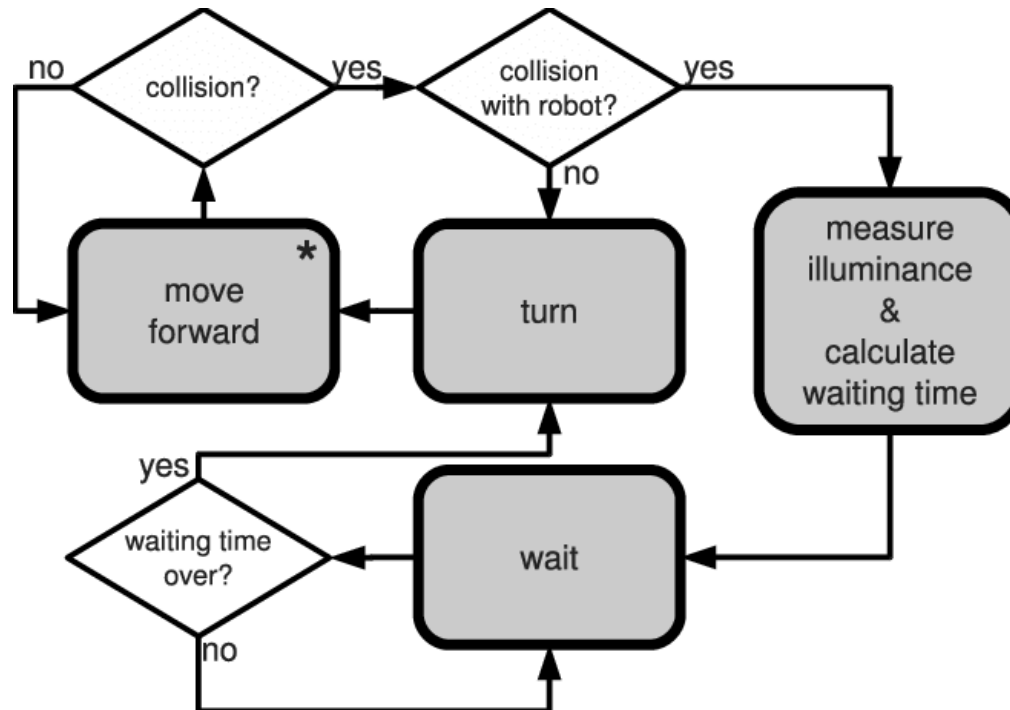 no
collision?
yes
collision
with robot?
yes
no
*
move
forward
turn
measure
illuminance
&
calculate
waiting time
yes
waiting time
over?
no
wait